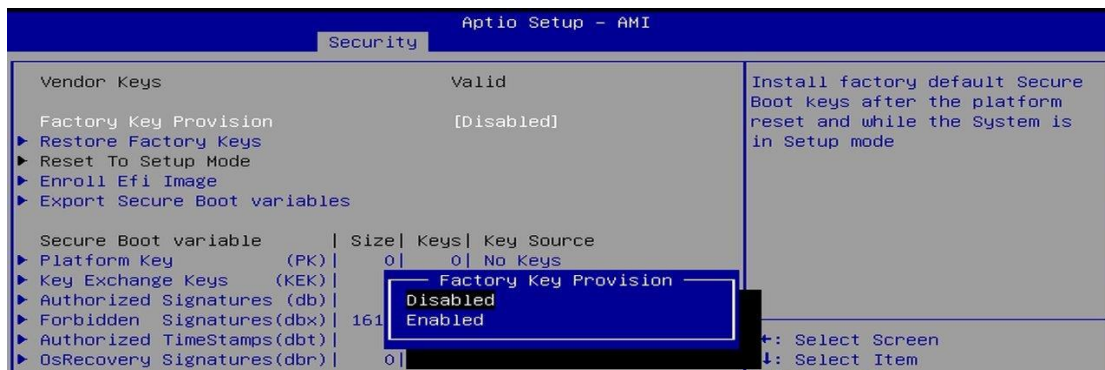 Aptio Setup - AMI
Security
Vendor Keys Valid
Factory Key Provision [Disabled]
▶ Restore Factory Keys
▶ Reset To Setup Mode
▶ Enroll Efi Image
▶ Export Secure Boot variables
Secure Boot variable | Size| Keys| Key Source
▶ Platform Key (PK)| 0| 0| No Keys
▶ Key Exchange Keys (KEK)|
▶ Authorized Signatures (db)|
▶ Forbidden Signatures(dbx)| 161
▶ Authorized TimeStamps(dbt)|
▶ OsRecovery Signatures(dbr)| 0|
Factory Key Provision
Disabled
Enabled
Install factory default Secure
Boot keys after the platform
reset and while the System is
in Setup mode
←: Select Screen
↓: Select Item